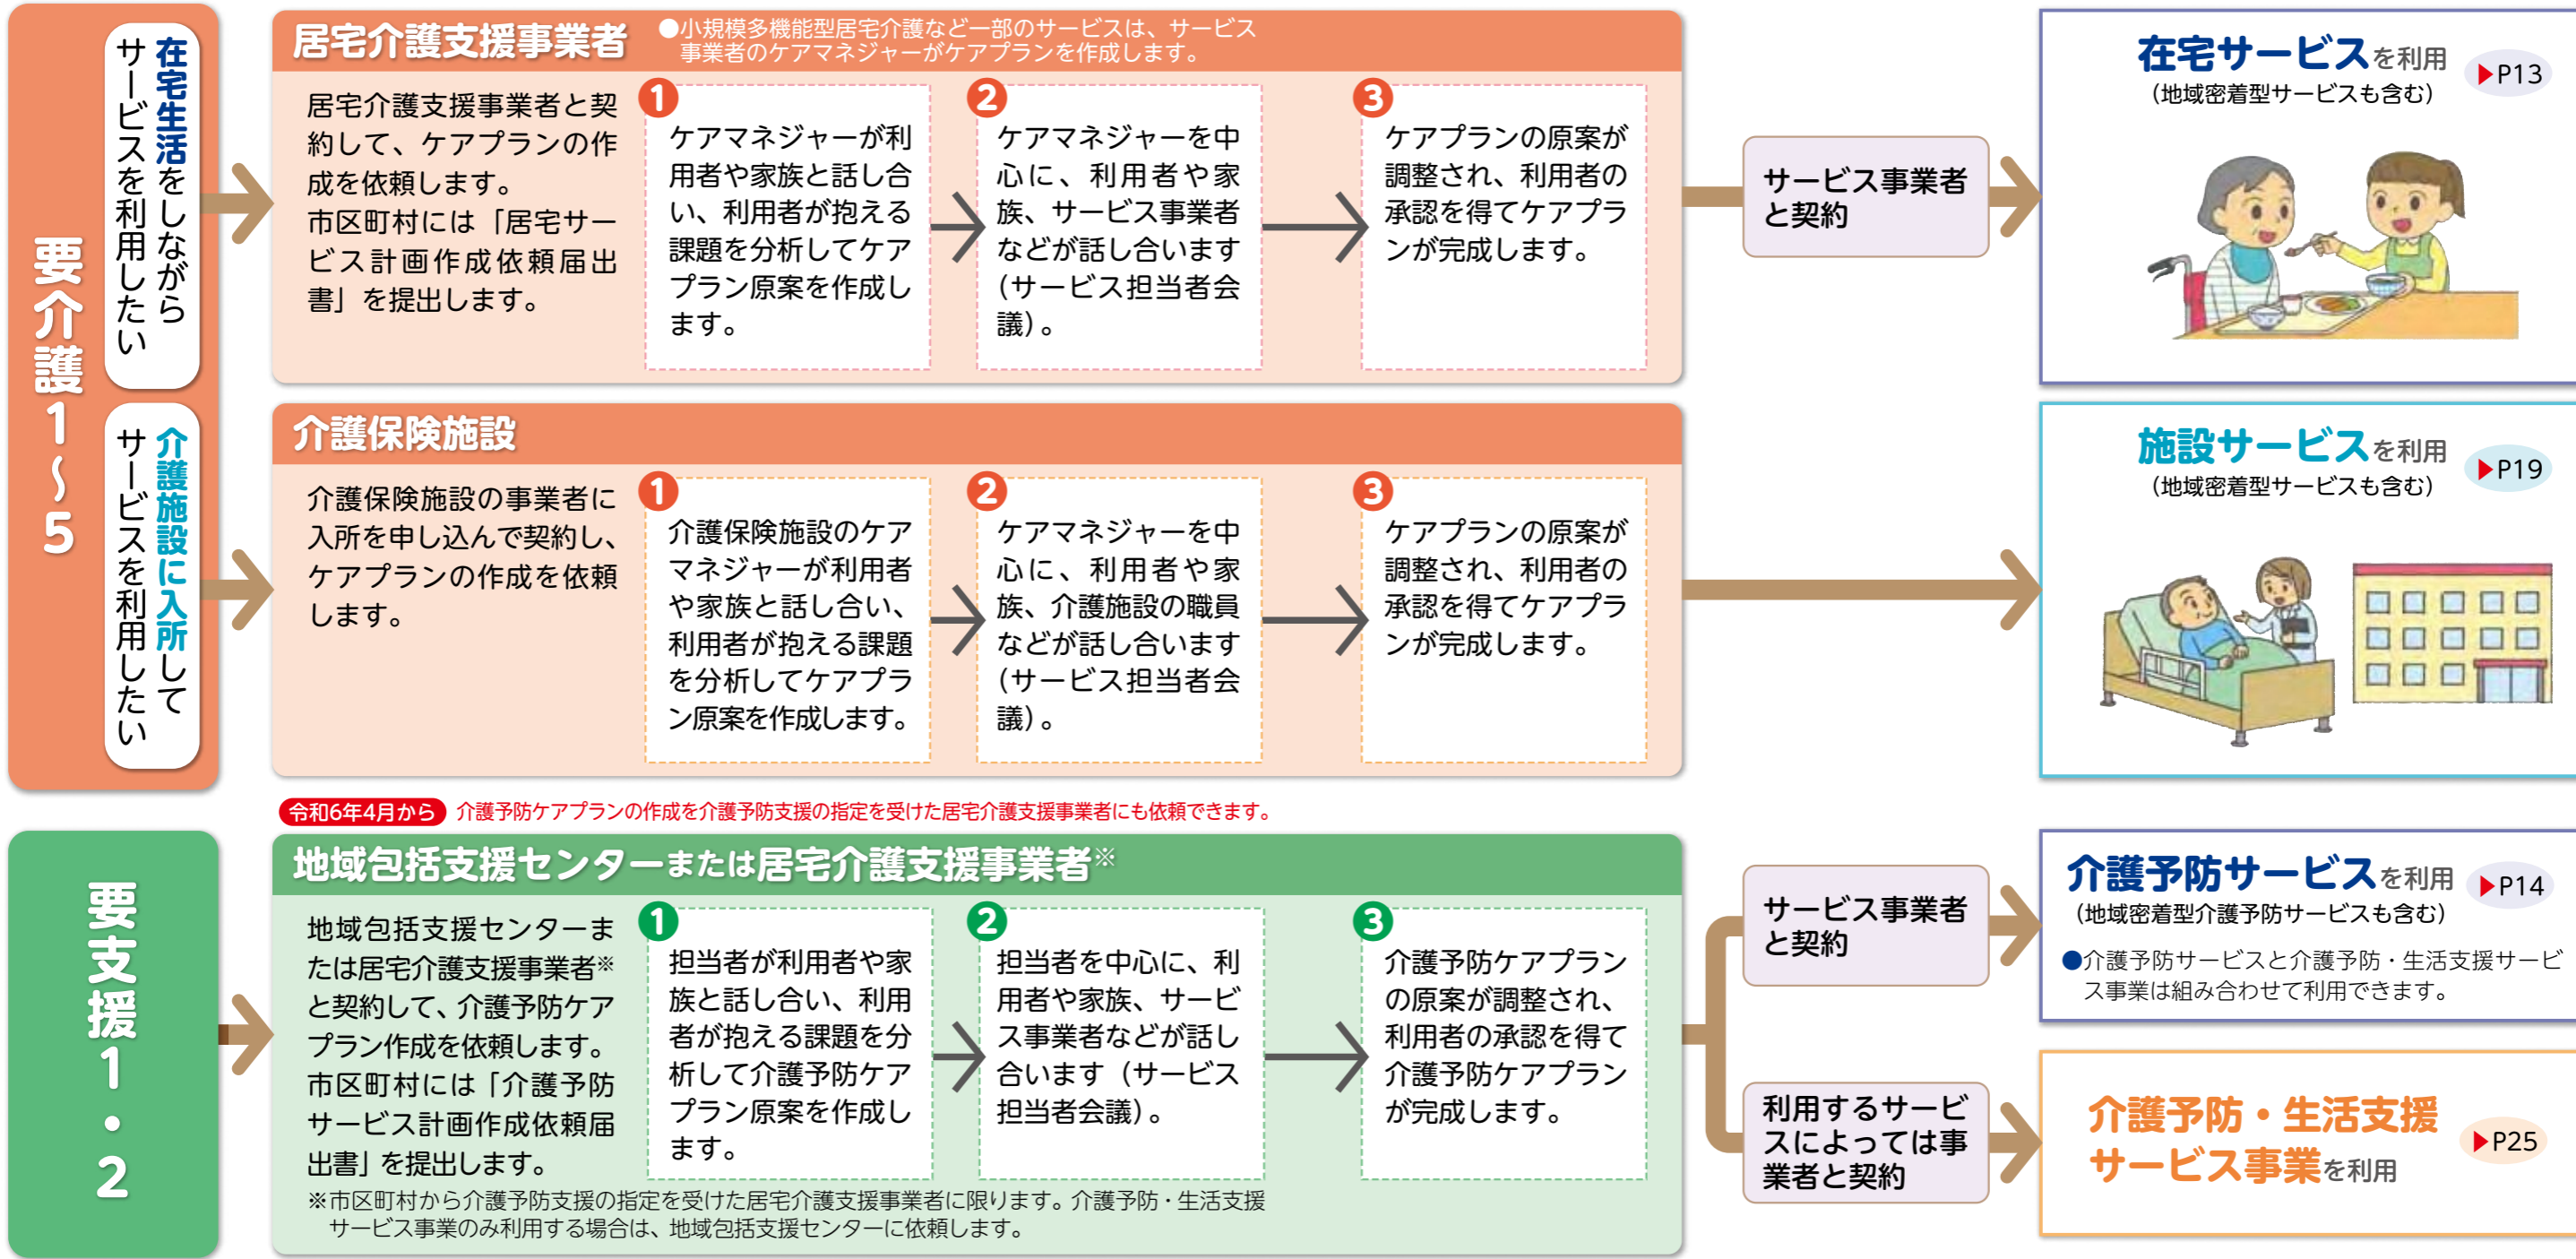 要介護1～5
在宅生活をしながら
サービスを利用したい
居宅介護支援事業者
●小規模多機能型居宅介護など一部のサービスは、サービス
事業者のケアマネジャーがケアプランを作成します。
居宅介護支援事業者と契
約して、ケアプランの作
成を依頼します。
市区町村には「居宅サー
ビス計画作成依頼届出
書」を提出します。
1
ケアマネジャーが利
用者や家族と話し合
い、利用者が抱える
課題を分析してケア
プラン原案を作成し
ます。
2
ケアマネジャーを中
心に、利用者や家
族、サービス事業者
などが話し合います
（サービス担当者会
議）。
3
ケアプランの原案が
調整され、利用者の
承認を得てケアプラ
ンが完成します。
サービス事業者
と契約
在宅サービスを利用
（地域密着型サービスも含む）
▶P13
介護施設に入所して
サービスを利用したい
介護保険施設
介護保険施設の事業者に
入所を申し込んで契約し、
ケアプランの作成を依頼
します。
1
介護保険施設のケア
マネジャーが利用者
や家族と話し合い、
利用者が抱える課題
を分析してケアプラ
ン原案を作成します。
2
ケアマネジャーを中
心に、利用者や家
族、介護施設の職員
などが話し合います
（サービス担当者会
議）。
3
ケアプランの原案が
調整され、利用者の
承認を得てケアプラ
ンが完成します。
施設サービスを利用
（地域密着型サービスも含む）
▶P19
令和6年4月から 介護予防ケアプランの作成を介護予防支援の指定を受けた居宅介護支援事業者にも依頼できます。
要支援1・2
地域包括支援センターまたは居宅介護支援事業者※
地域包括支援センターま
たは居宅介護支援事業者※
と契約して、介護予防ケア
プラン作成を依頼します。
市区町村には「介護予防
サービス計画作成依頼届
出書」を提出します。
1
担当者が利用者や家
族と話し合い、利用
者が抱える課題を分
析して介護予防ケア
プラン原案を作成し
ます。
2
担当者を中心に、利
用者や家族、サービ
ス事業者などが話し
合います（サービス
担当者会議）。
3
介護予防ケアプラン
の原案が調整され、
利用者の承認を得て
介護予防ケアプラン
が完成します。
※市区町村から介護予防支援の指定を受けた居宅介護支援事業者に限ります。介護予防・生活支援
サービス事業のみ利用する場合は、地域包括支援センターに依頼します。
サービス事業者
と契約
介護予防サービスを利用
（地域密着型介護予防サービスも含む）
▶P14
●介護予防サービスと介護予防・生活支援サービ
ス事業は組み合わせて利用できます。
利用するサービ
スによっては事
業者と契約
介護予防・生活支援
サービス事業を利用
▶P25